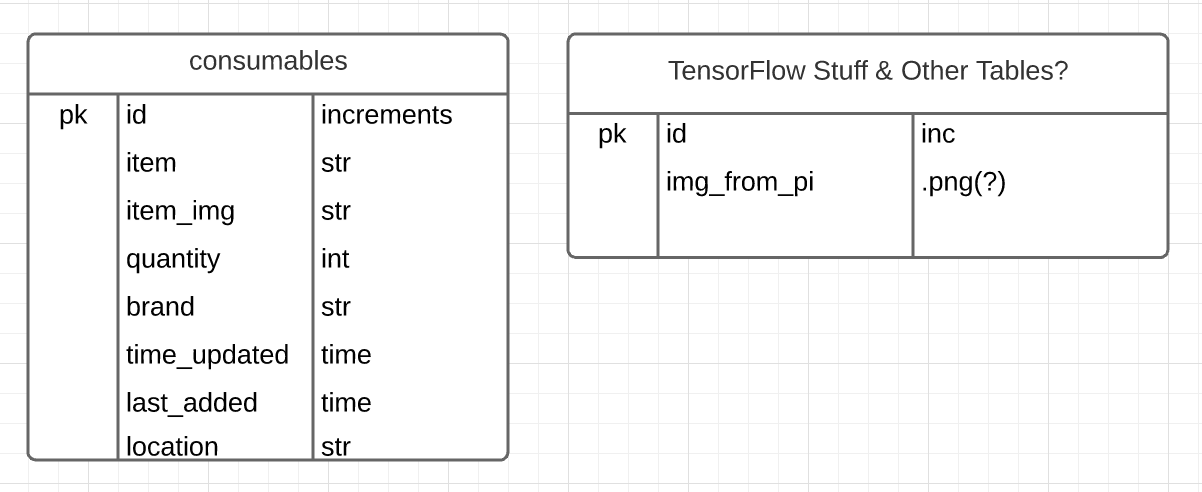 consumables
pk id increments
item str
item_img str
quantity int
brand str
time_updated time
last_added time
location str
TensorFlow Stuff & Other Tables?
pk id inc
img_from_pi .png(?)